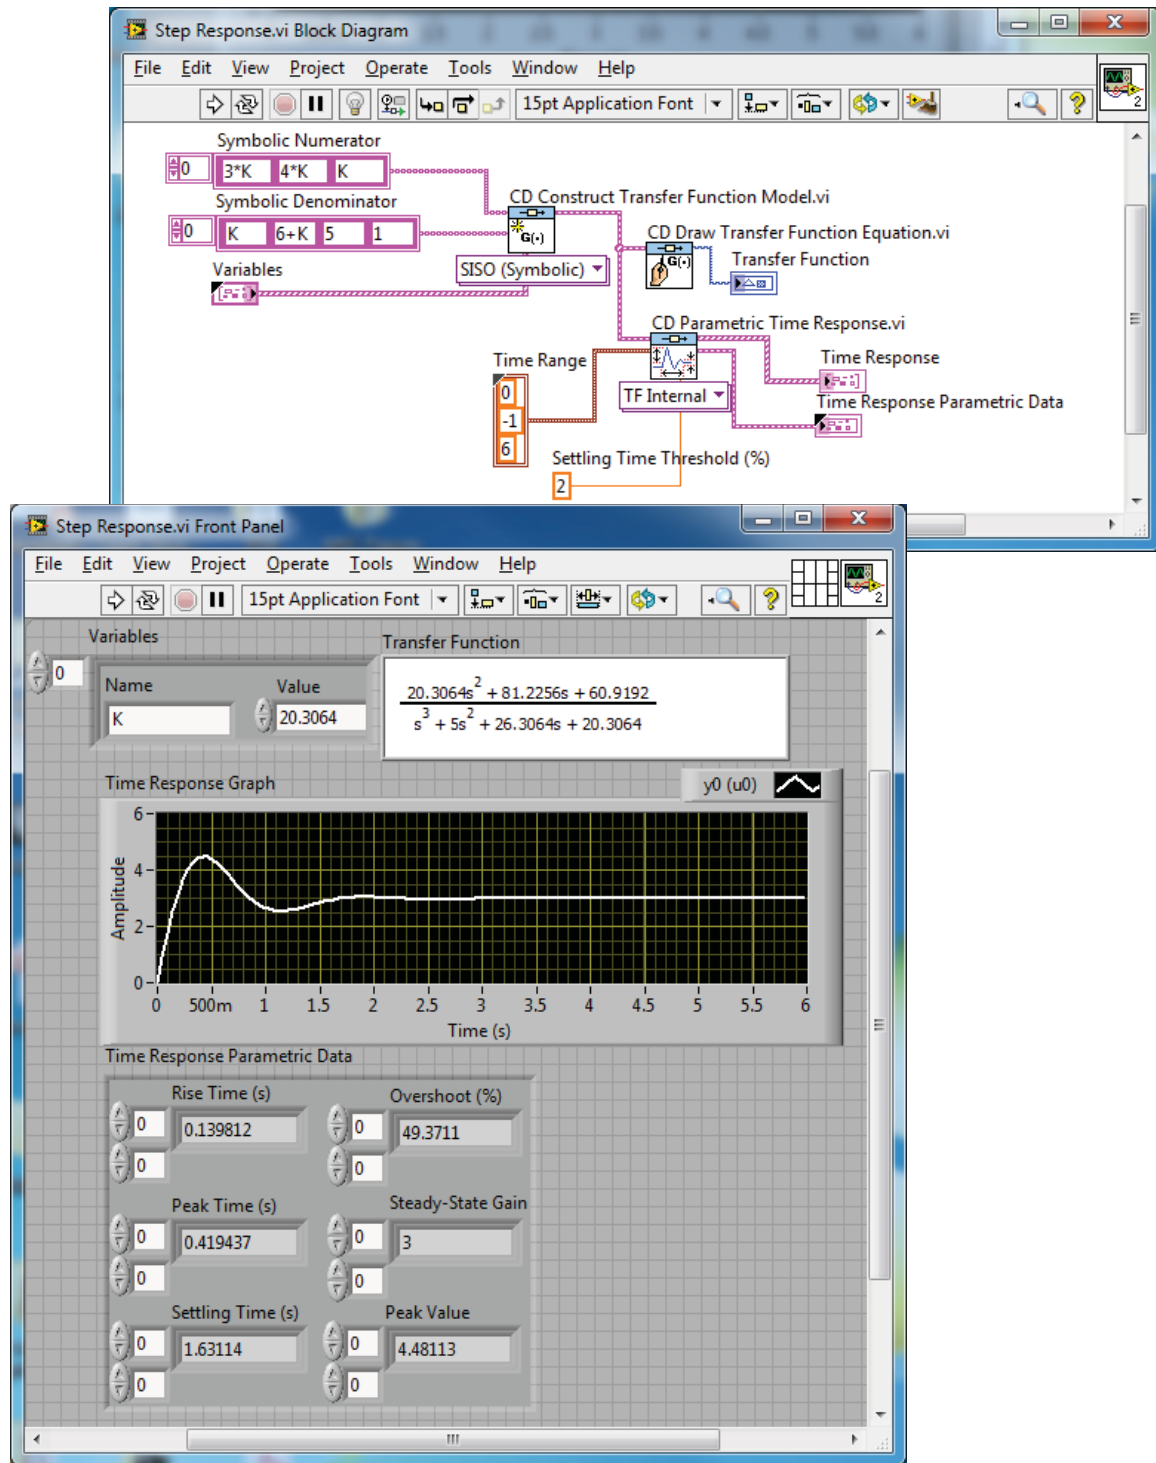 Step Response.vi Block Diagram
File Edit View Project Operate Tools Window Help
15pt Application Font
2
Symbolic Numerator
0 3*K 4*K K
Symbolic Denominator
0 K 6+K 5 1
Variables
CD Construct Transfer Function Model.vi
G(·)
SISO (Symbolic)
CD Draw Transfer Function Equation.vi
G(·)
Transfer Function
CD Parametric Time Response.vi
TF Internal
Time Range
0
-1
6
Time Response
Time Response Parametric Data
Settling Time Threshold (%)
2
Step Response.vi Front Panel
File Edit View Project Operate Tools Window Help
15pt Application Font
2
Variables
0
Name Value
K 20.3064
Transfer Function
20.3064s² + 81.2256s + 60.9192
s³ + 5s² + 26.3064s + 20.3064
Time Response Graph
y0 (u0)
Amplitude
6
4
2
0
0 500m 1 1.5 2 2.5 3 3.5 4 4.5 5 5.5 6
Time (s)
Time Response Parametric Data
Rise Time (s) Overshoot (%)
0 0.139812 0 49.3711
0 0
Peak Time (s) Steady-State Gain
0 0.419437 0 3
0 0
Settling Time (s) Peak Value
0 1.63114 0 4.48113
0 0